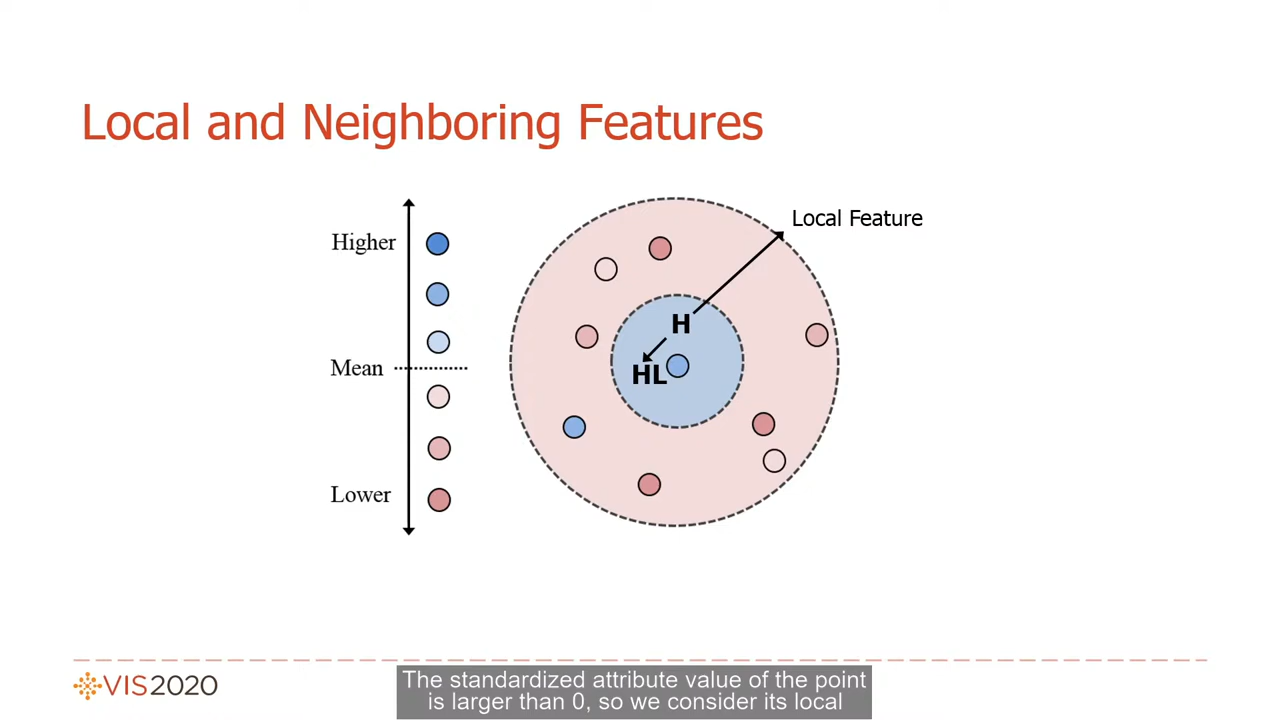 Local and Neighboring Features
Local Feature
Higher
H
Mean
HL
Lower
VIS2020
The standardized attribute value of the point
is larger than 0, so we consider its local